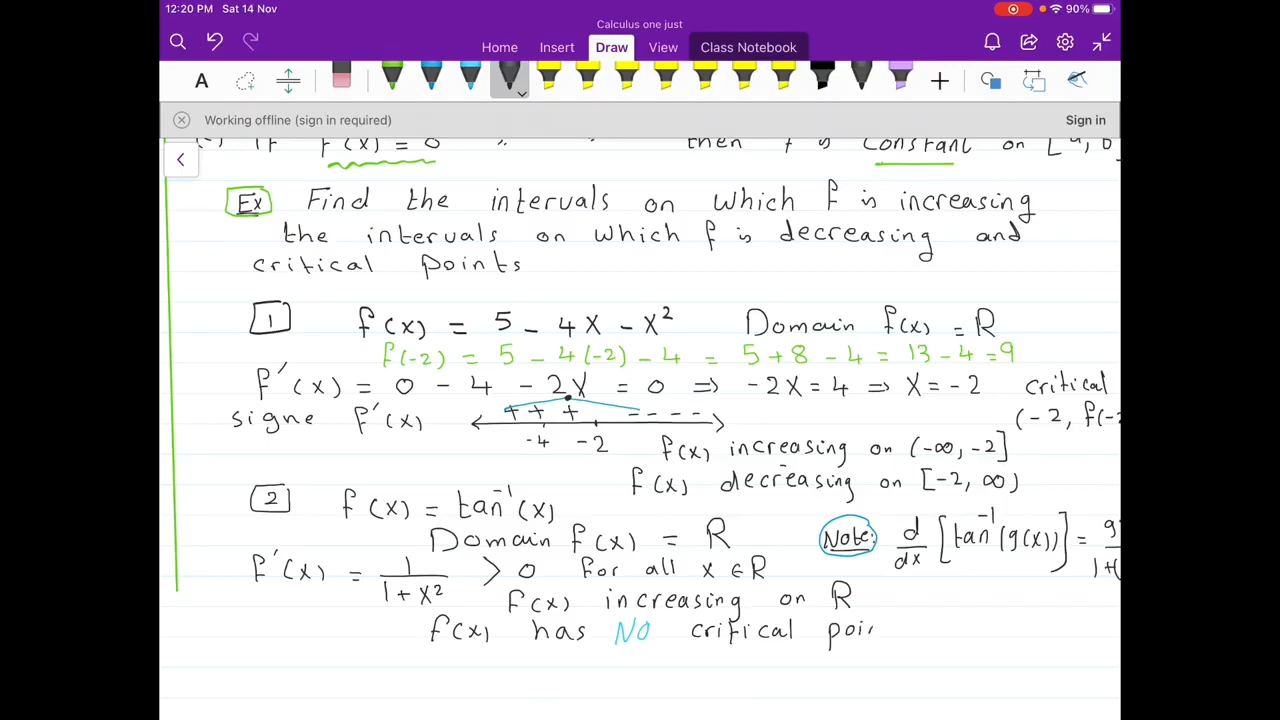 12:20 PM Sat 14 Nov 90%
Calculus one just
Home Insert Draw View Class Notebook
A
Working offline (sign in required) Sign in
If f'(x) = 0 " " then f is constant on [a, b
Ex Find the intervals on which f is increasing
the intervals on which f is decreasing and
critical points
1 f(x) = 5 - 4x - x² Domain f(x) = R
f(-2) = 5 - 4(-2) - 4 = 5 + 8 - 4 = 13 - 4 = 9
f'(x) = 0 - 4 - 2x = 0 ⇒ -2x = 4 ⇒ x = -2 critical
signe f'(x) + + + - - - - (-2, f(-2
-4 -2 f(x) increasing on (-∞, -2]
f(x) decreasing on [-2, ∞)
2 f(x) = tan⁻¹(x)
Domain f(x) = R Note: d/dx [tan⁻¹(g(x))] = g'/1+(
f'(x) = 1/1+x² > 0 for all x ∈ R
f(x) increasing on R
f(x) has NO critical poi